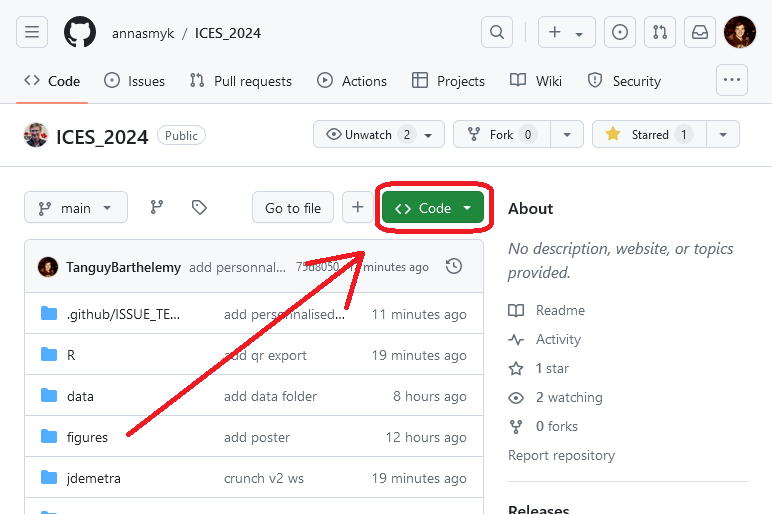 annasmyk / ICES_2024
Code Issues Pull requests Actions Projects Wiki Security
ICES_2024 Public Unwatch 2 Fork 0 Starred 1
main Go to file Code About
No description, website, or topics
provided.
TanguyBarthelemy add personnal... 75d8050 minutes ago
.github/ISSUE_TE... add personnalised... 11 minutes ago
Readme
R add qr export 19 minutes ago
Activity
1 star
data add data folder 8 hours ago
2 watching
figures add poster 12 hours ago
0 forks
Report repository
jdemetra crunch v2 ws 19 minutes ago
Releases